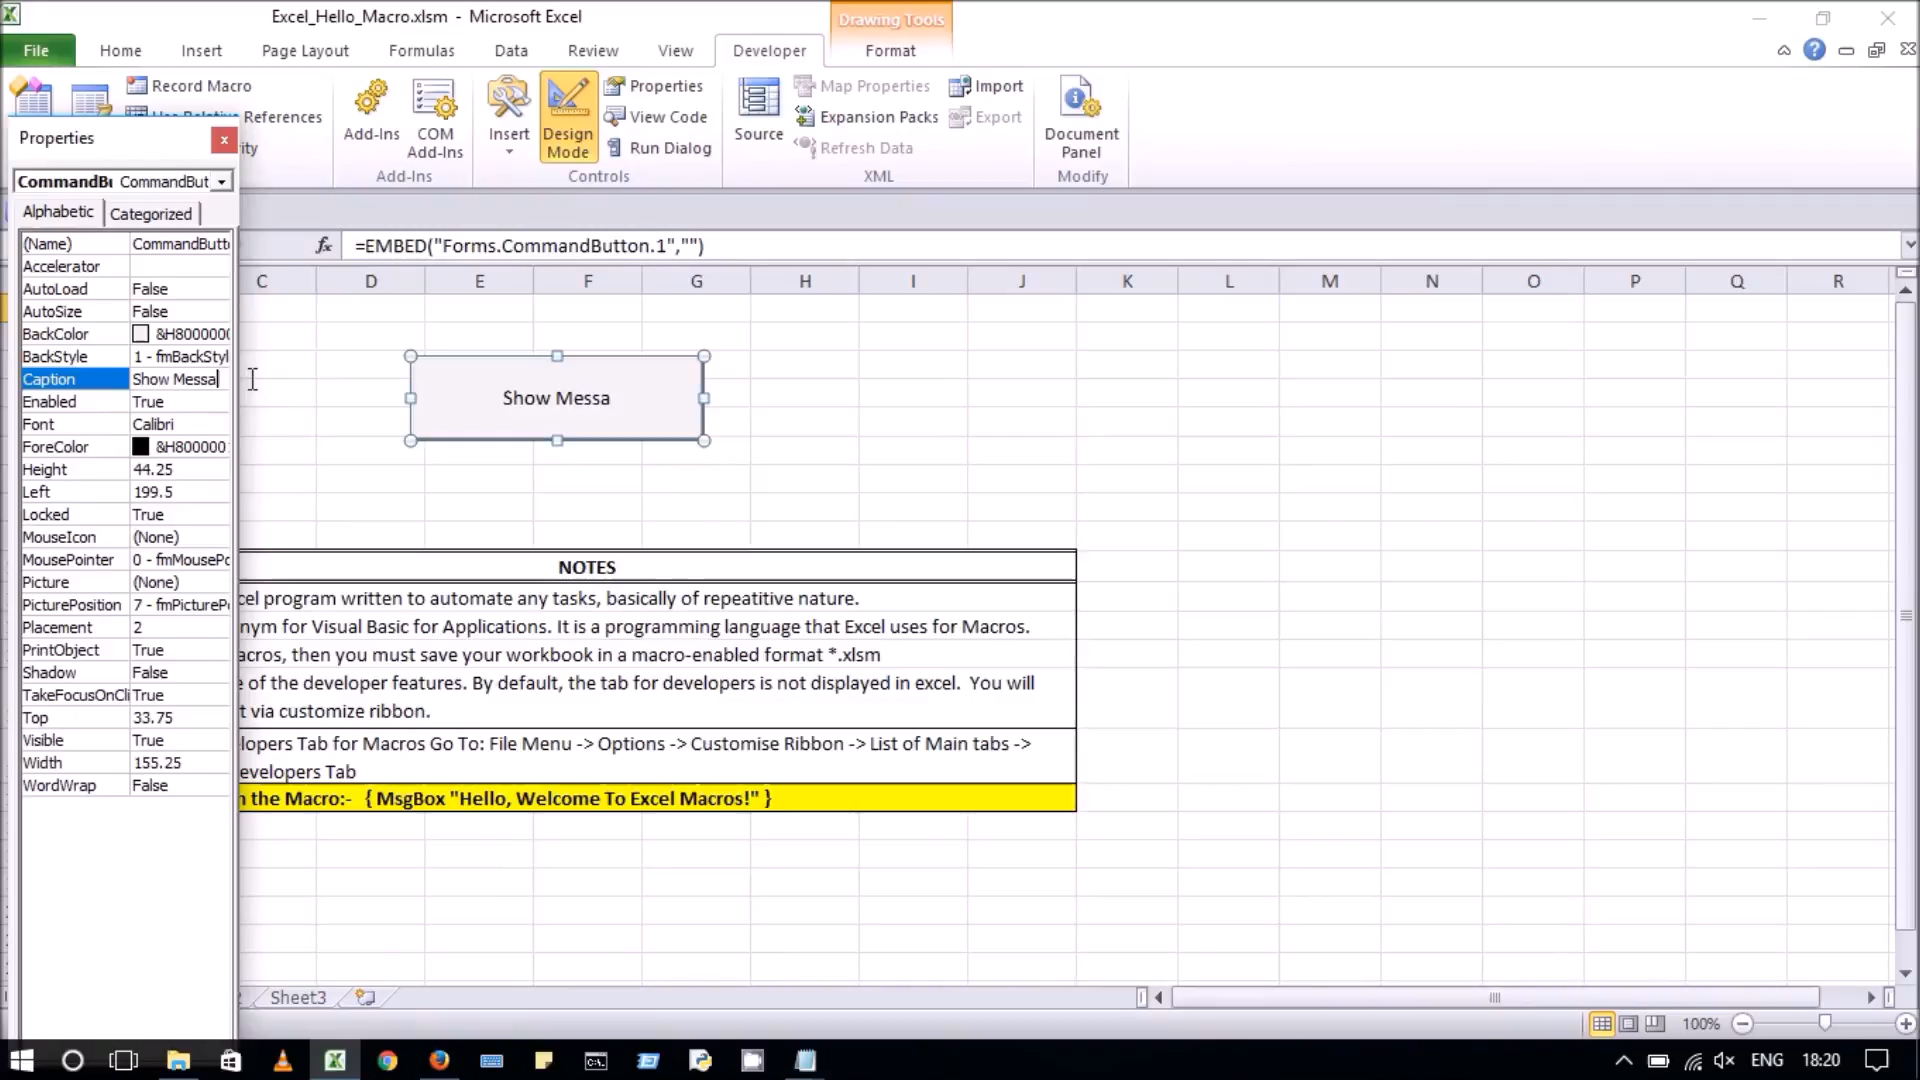 Excel_Hello_Macro.xlsm - Microsoft Excel
Drawing Tools
File Home Insert Page Layout Formulas Data Review View Developer Format
Record Macro
References
Add-Ins
COM Add-Ins
Add-Ins
Insert
Design Mode
Properties
View Code
Run Dialog
Controls
Source
Map Properties
Expansion Packs
Refresh Data
Import
Export
XML
Document Panel
Modify
Properties
CommandBu CommandBut
Alphabetic Categorized
(Name) CommandButto
Accelerator
AutoLoad False
AutoSize False
BackColor &H8000000
BackStyle 1 - fmBackStyl
Caption Show Messa
Enabled True
Font Calibri
ForeColor &H800000
Height 44.25
Left 199.5
Locked True
MouseIcon (None)
MousePointer 0 - fmMousePo
Picture (None)
PicturePosition 7 - fmPictureP
Placement 2
PrintObject True
Shadow False
TakeFocusOnCli True
Top 33.75
Visible True
Width 155.25
WordWrap False
fx =EMBED("Forms.CommandButton.1","")
C D E F G H I J K L M N O P Q R
Show Messa
NOTES
cel program written to automate any tasks, basically of repeatitive nature.
nym for Visual Basic for Applications. It is a programming language that Excel uses for Macros.
acros, then you must save your workbook in a macro-enabled format *.xlsm
e of the developer features. By default, the tab for developers is not displayed in excel. You will
t via customize ribbon.
elopers Tab for Macros Go To: File Menu -> Options -> Customise Ribbon -> List of Main tabs ->
evelopers Tab
n the Macro:- { MsgBox "Hello, Welcome To Excel Macros!" }
Sheet3
100%
ENG 18:20